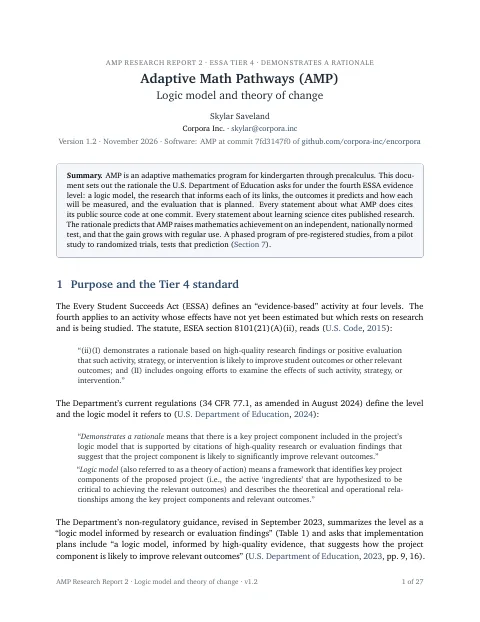 AMP RESEARCH REPORT 2 · ESSA TIER 4 · DEMONSTRATES A RATIONALE
Adaptive Math Pathways (AMP)
Logic model and theory of change
Skylar Saveland
Corpora Inc. · skylar@corpora.inc
Version 1.2 · November 2026 · Software: AMP at commit 7fd3147f0 of github.com/corpora-inc/encorpora
Summary. AMP is an adaptive mathematics program for kindergarten through precalculus. This docu-
ment sets out the rationale the U.S. Department of Education asks for under the fourth ESSA evidence
level: a logic model, the research that informs each of its links, the outcomes it predicts and how each
will be measured, and the evaluation that is planned. Every statement about what AMP does cites
its public source code at one commit. Every statement about learning science cites published research.
The rationale predicts that AMP raises mathematics achievement on an independent, nationally normed
test, and that the gain grows with regular use. A phased program of pre-registered studies, from a pilot
study to randomized trials, tests that prediction (Section 7).
1 Purpose and the Tier 4 standard
The Every Student Succeeds Act (ESSA) defines an “evidence-based” activity at four levels. The
fourth applies to an activity whose effects have not yet been estimated but which rests on research
and is being studied. The statute, ESEA section 8101(21)(A)(ii), reads (U.S. Code, 2015):
“(ii)(I) demonstrates a rationale based on high-quality research findings or positive evaluation
that such activity, strategy, or intervention is likely to improve student outcomes or other relevant
outcomes; and (II) includes ongoing efforts to examine the effects of such activity, strategy, or
intervention.”
The Department’s current regulations (34 CFR 77.1, as amended in August 2024) define the level
and the logic model it refers to (U.S. Department of Education, 2024):
“Demonstrates a rationale means that there is a key project component included in the project’s
logic model that is supported by citations of high-quality research or evaluation findings that
suggest that the project component is likely to significantly improve relevant outcomes.”
“Logic model (also referred to as a theory of action) means a framework that identifies key project
components of the proposed project (i.e., the active ‘ingredients’ that are hypothesized to be
critical to achieving the relevant outcomes) and describes the theoretical and operational rela-
tionships among the key project components and relevant outcomes.”
The Department’s non-regulatory guidance, revised in September 2023, summarizes the level as a
“logic model informed by research or evaluation findings” (Table 1) and asks that implementation
plans include “a logic model, informed by high-quality evidence, that suggests how the project
component is likely to improve relevant outcomes” (U.S. Department of Education, 2023, pp. 9, 16).
AMP Research Report 2 · Logic model and theory of change · v1.2
1 of 27